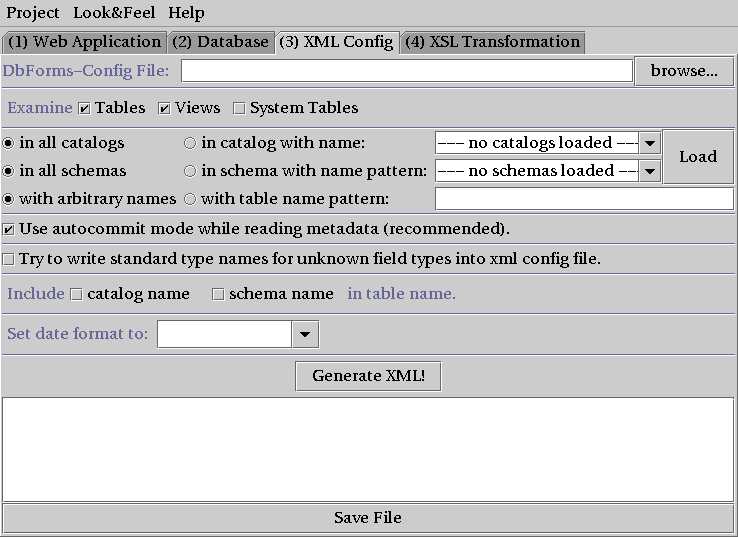 Project Look&Feel Help
(1) Web Application (2) Database (3) XML Config (4) XSL Transformation
DbForms–Config File: browse...
Examine Tables Views System Tables
in all catalogs in catalog with name: ––– no catalogs loaded –––
in all schemas in schema with name pattern: ––– no schemas loaded ––– Load
with arbitrary names with table name pattern:
Use autocommit mode while reading metadata (recommended).
Try to write standard type names for unknown field types into xml config file.
Include catalog name schema name in table name.
Set date format to:
Generate XML!
Save File